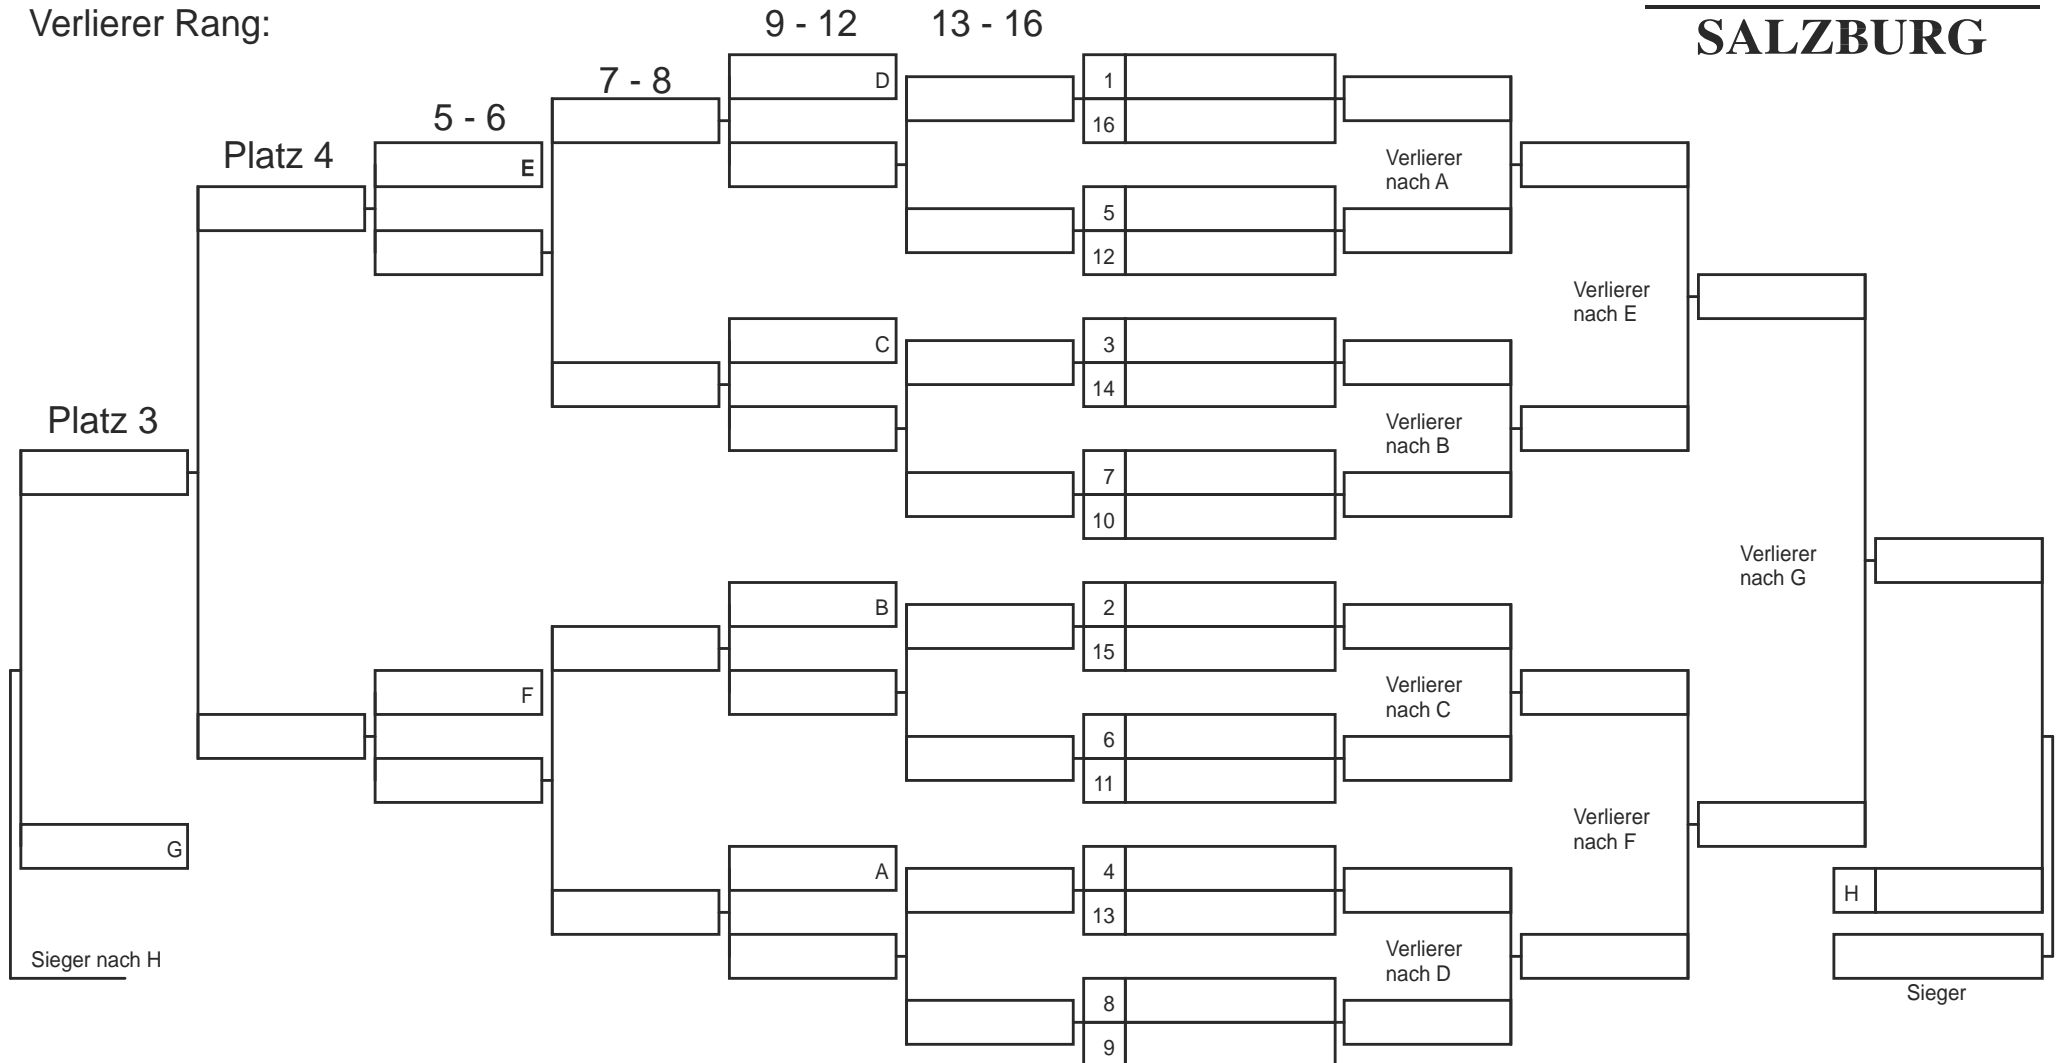 Verlierer Rang:
9 - 12
13 - 16
SALZBURG
7 - 8
D
1
16
5 - 6
Platz 4
E
Verlierer
nach A
5
12
Verlierer
nach E
C
3
14
Platz 3
Verlierer
nach B
7
10
Verlierer
nach G
B
2
15
F
Verlierer
nach C
6
11
Verlierer
nach F
G
A
4
13
H
Sieger nach H
Verlierer
nach D
Sieger
8
9